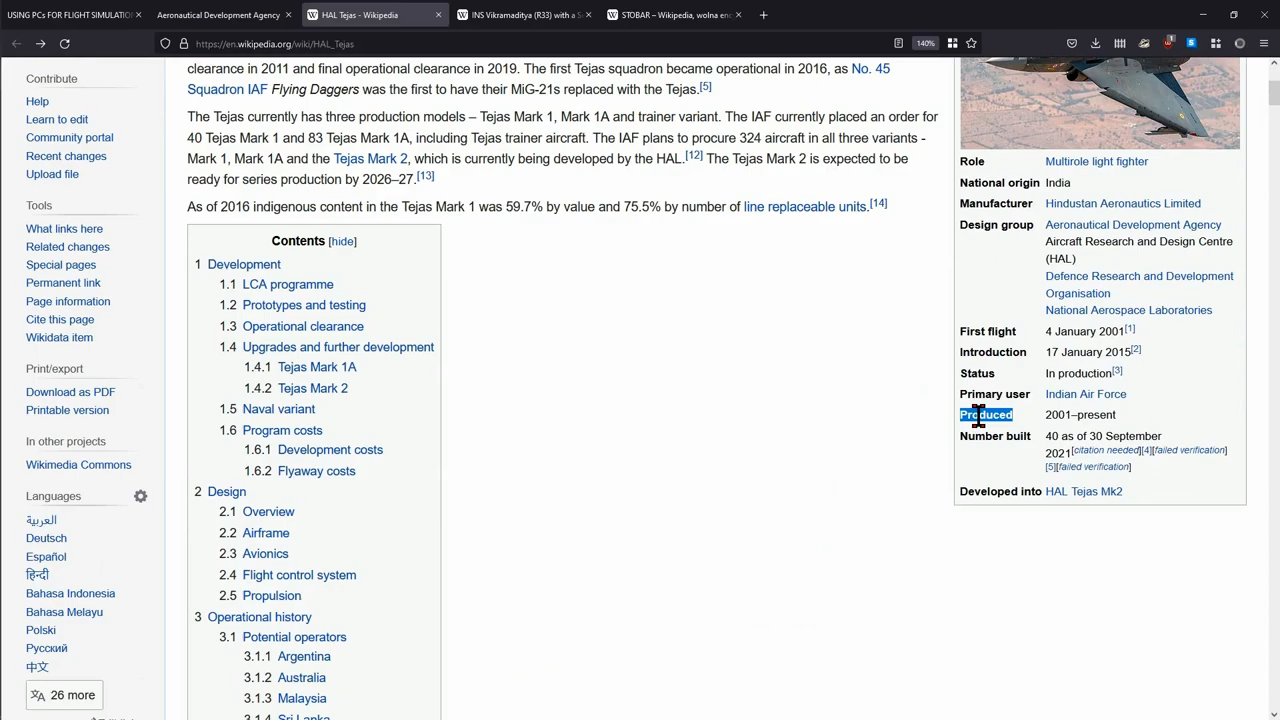 USING PCs FOR FLIGHT SIMULATIO
Aeronautical Development Agency
HAL Tejas - Wikipedia
INS Vikramaditya (R33) with a S
STOBAR – Wikipedia, wolna enc
https://en.wikipedia.org/wiki/HAL_Tejas
140%
Contribute
Help
Learn to edit
Community portal
Recent changes
Upload file
Tools
What links here
Related changes
Special pages
Permanent link
Page information
Cite this page
Wikidata item
Print/export
Download as PDF
Printable version
In other projects
Wikimedia Commons
Languages
العربية
Deutsch
Español
हिन्दी
Bahasa Indonesia
Bahasa Melayu
Polski
Русский
中文
26 more
clearance in 2011 and final operational clearance in 2019. The first Tejas squadron became operational in 2016, as No. 45
Squadron IAF Flying Daggers was the first to have their MiG-21s replaced with the Tejas.[5]
The Tejas currently has three production models – Tejas Mark 1, Mark 1A and trainer variant. The IAF currently placed an order for
40 Tejas Mark 1 and 83 Tejas Mark 1A, including Tejas trainer aircraft. The IAF plans to procure 324 aircraft in all three variants -
Mark 1, Mark 1A and the Tejas Mark 2, which is currently being developed by the HAL.[12] The Tejas Mark 2 is expected to be
ready for series production by 2026–27.[13]
As of 2016 indigenous content in the Tejas Mark 1 was 59.7% by value and 75.5% by number of line replaceable units.[14]
Contents [hide]
1 Development
1.1 LCA programme
1.2 Prototypes and testing
1.3 Operational clearance
1.4 Upgrades and further development
1.4.1 Tejas Mark 1A
1.4.2 Tejas Mark 2
1.5 Naval variant
1.6 Program costs
1.6.1 Development costs
1.6.2 Flyaway costs
2 Design
2.1 Overview
2.2 Airframe
2.3 Avionics
2.4 Flight control system
2.5 Propulsion
3 Operational history
3.1 Potential operators
3.1.1 Argentina
3.1.2 Australia
3.1.3 Malaysia
3.1.4 Sri Lanka
Role Multirole light fighter
National origin India
Manufacturer Hindustan Aeronautics Limited
Design group Aeronautical Development Agency
Aircraft Research and Design Centre
(HAL)
Defence Research and Development
Organisation
National Aerospace Laboratories
First flight 4 January 2001[1]
Introduction 17 January 2015[2]
Status In production[3]
Primary user Indian Air Force
Produced 2001–present
Number built 40 as of 30 September
2021[citation needed][4][failed verification]
[5][failed verification]
Developed into HAL Tejas Mk2